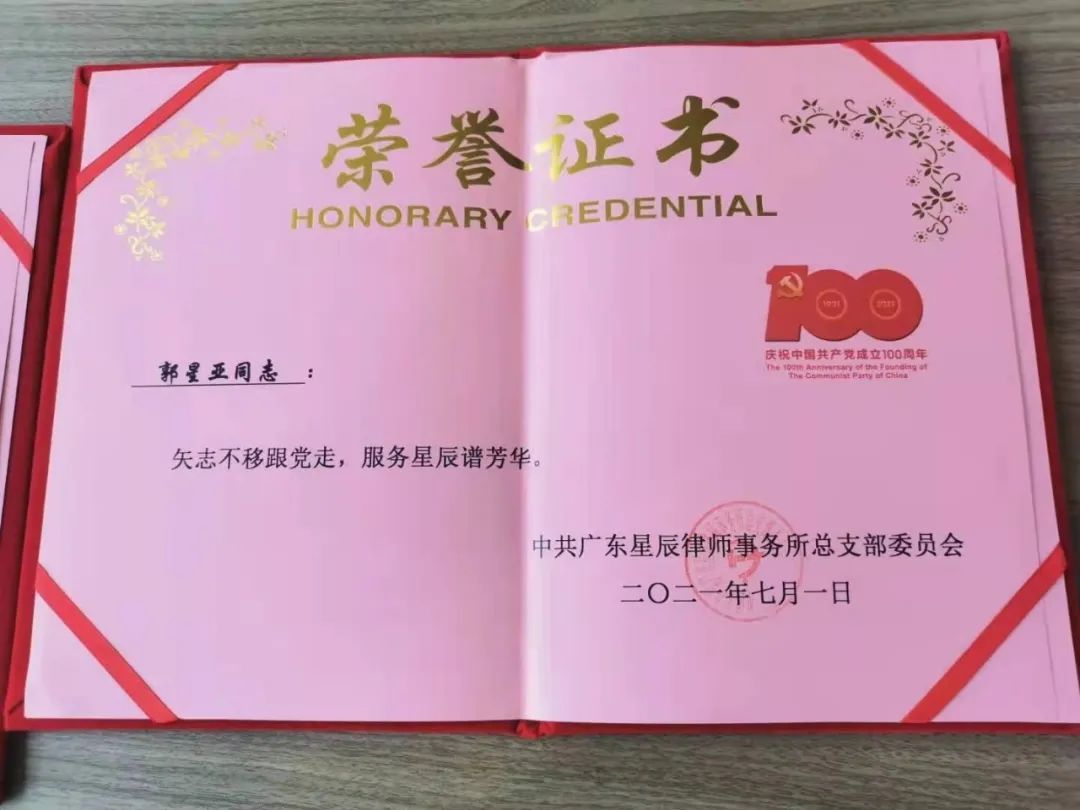 荣誉证书
HONORARY CREDENTIAL
100
1921 2021
庆祝中国共产党成立100周年
The 100th Anniversary of the Founding of
The Communist Party of China
郭星亚同志：
矢志不移跟党走，服务星辰谱芳华。
中共广东星辰律师事务所总支部委员会
二〇二一年七月一日